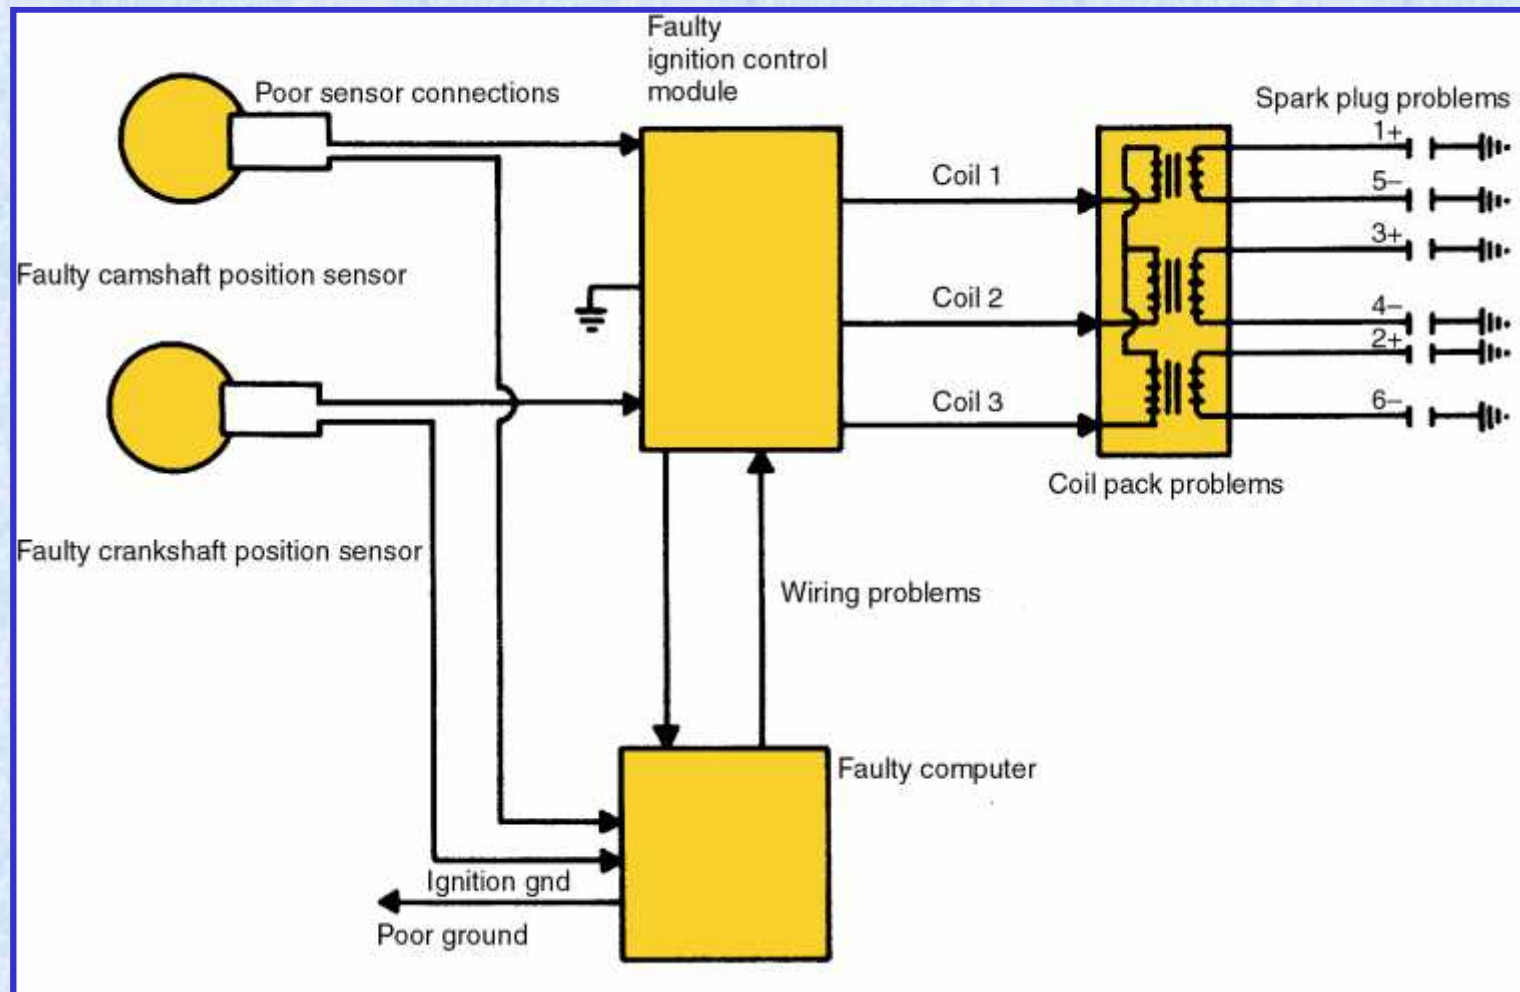 Faulty
ignition control
module
Poor sensor connections
Spark plug problems
1+
Coil 1
5–
3+
Faulty camshaft position sensor
Coil 2
4–
2+
Coil 3
6–
Coil pack problems
Faulty crankshaft position sensor
Wiring problems
Faulty computer
Ignition gnd
Poor ground